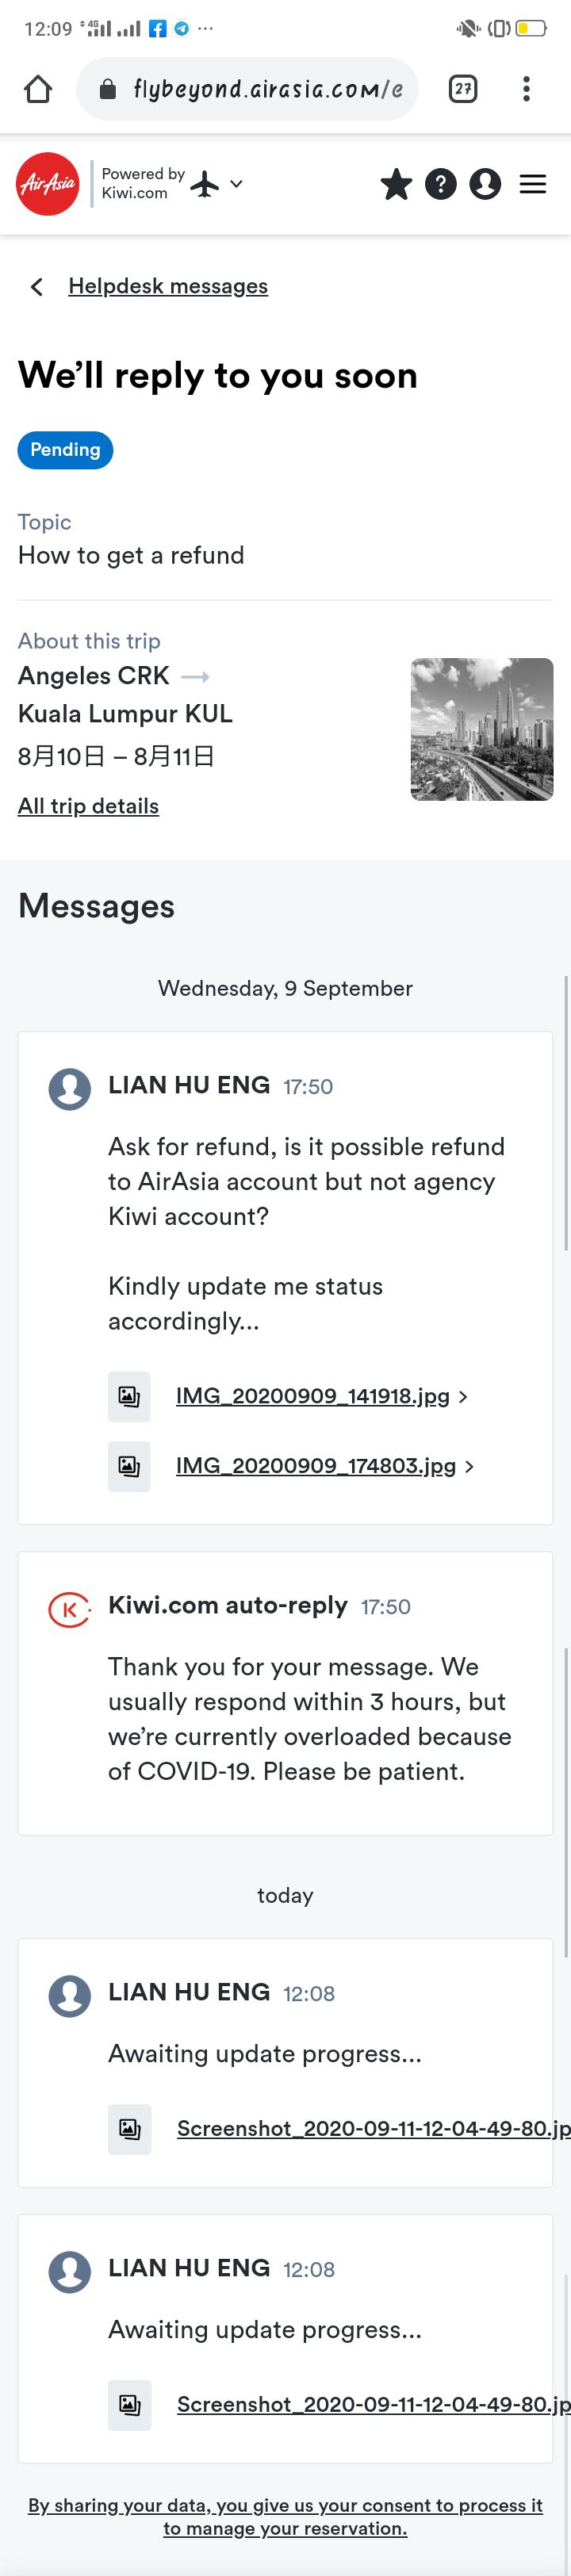 12:09 4G ...
flybeyond.airasia.com/e
27
AirAsia
Powered by
Kiwi.com
?
Helpdesk messages
We’ll reply to you soon
Pending
Topic
How to get a refund
About this trip
Angeles CRK →
Kuala Lumpur KUL
8月10日 – 8月11日
All trip details
Messages
Wednesday, 9 September
LIAN HU ENG 17:50
Ask for refund, is it possible refund
to AirAsia account but not agency
Kiwi account?
Kindly update me status
accordingly...
IMG_20200909_141918.jpg >
IMG_20200909_174803.jpg >
K
Kiwi.com auto-reply 17:50
Thank you for your message. We
usually respond within 3 hours, but
we’re currently overloaded because
of COVID-19. Please be patient.
today
LIAN HU ENG 12:08
Awaiting update progress...
Screenshot_2020-09-11-12-04-49-80.jp
LIAN HU ENG 12:08
Awaiting update progress...
Screenshot_2020-09-11-12-04-49-80.jp
By sharing your data, you give us your consent to process it
to manage your reservation.